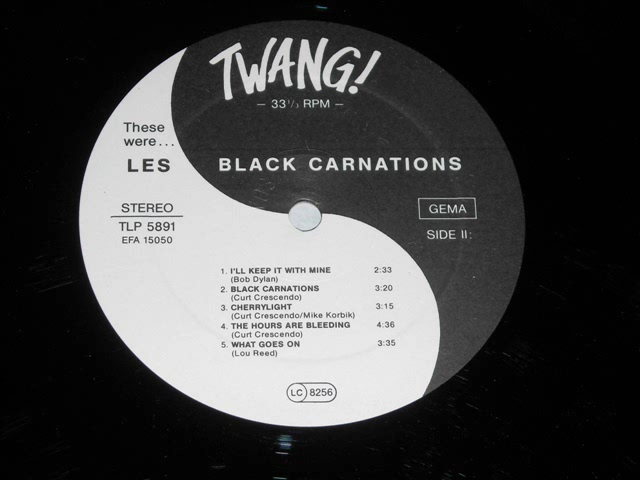 TWANG!
– 33⅓ RPM –
These
were...
LES BLACK CARNATIONS
STEREO
TLP 5891
EFA 15050
GEMA
SIDE II:
1. I'LL KEEP IT WITH MINE 2:33
(Bob Dylan)
2. BLACK CARNATIONS 3:20
(Curt Crescendo)
3. CHERRYLIGHT 3:15
(Curt Crescendo/Mike Korbik)
4. THE HOURS ARE BLEEDING 4:36
(Curt Crescendo)
5. WHAT GOES ON 3:35
(Lou Reed)
LC 8256